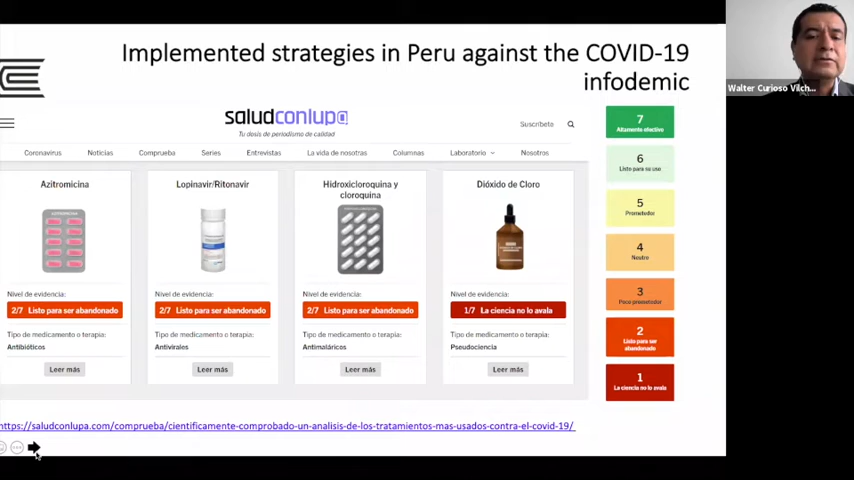 Implemented strategies in Peru against the COVID-19
infodemic
Walter Curioso Vilch...
saludconlupa
Tu dosis de periodismo de calidad
Suscríbete
Coronavirus Noticias Comprueba Series Entrevistas La vida de nosotras Columnas Laboratorio Nosotros
Azitromicina
Nivel de evidencia:
2/7 Listo para ser abandonado
Tipo de medicamento o terapia:
Antibióticos
Leer más
Lopinavir/Ritonavir
Nivel de evidencia:
2/7 Listo para ser abandonado
Tipo de medicamento o terapia:
Antivirales
Leer más
Hidroxicloroquina y
cloroquina
Nivel de evidencia:
2/7 Listo para ser abandonado
Tipo de medicamento o terapia:
Antimaláricos
Leer más
Dióxido de Cloro
Nivel de evidencia:
1/7 La ciencia no lo avala
Tipo de medicamento o terapia:
Pseudociencia
Leer más
7
Altamente efectivo
6
Listo para su uso
5
Prometedor
4
Neutro
3
Poco prometedor
2
Listo para ser
abandonado
1
La ciencia no lo avala
https://saludconlupa.com/comprueba/cientificamente-comprobado-un-analisis-de-los-tratamientos-mas-usados-contra-el-covid-19/